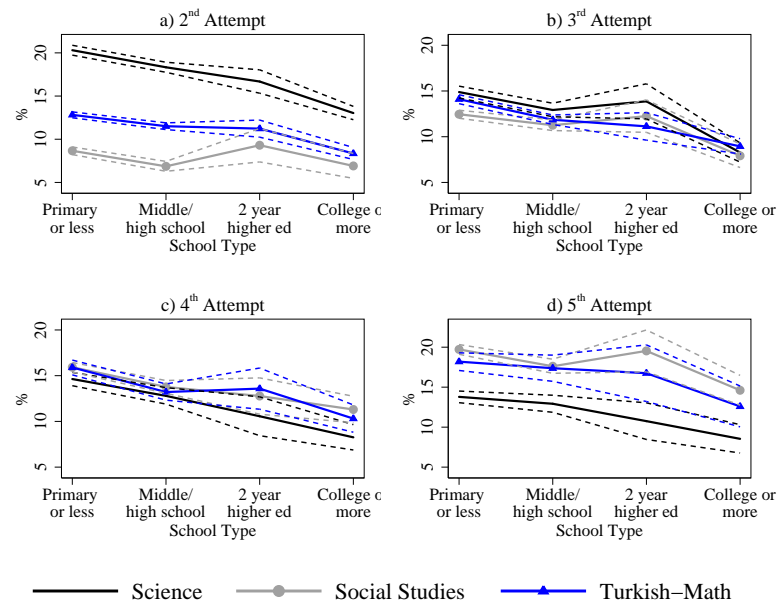 a) 2nd Attempt
20
15
10
5
%
Primary or less
Middle/ high school
2 year higher ed
College or more
School Type
b) 3rd Attempt
20
15
10
5
%
Primary or less
Middle/ high school
2 year higher ed
College or more
School Type
c) 4th Attempt
20
15
10
5
%
Primary or less
Middle/ high school
2 year higher ed
College or more
School Type
d) 5th Attempt
20
15
10
5
%
Primary or less
Middle/ high school
2 year higher ed
College or more
School Type
Science
Social Studies
Turkish−Math